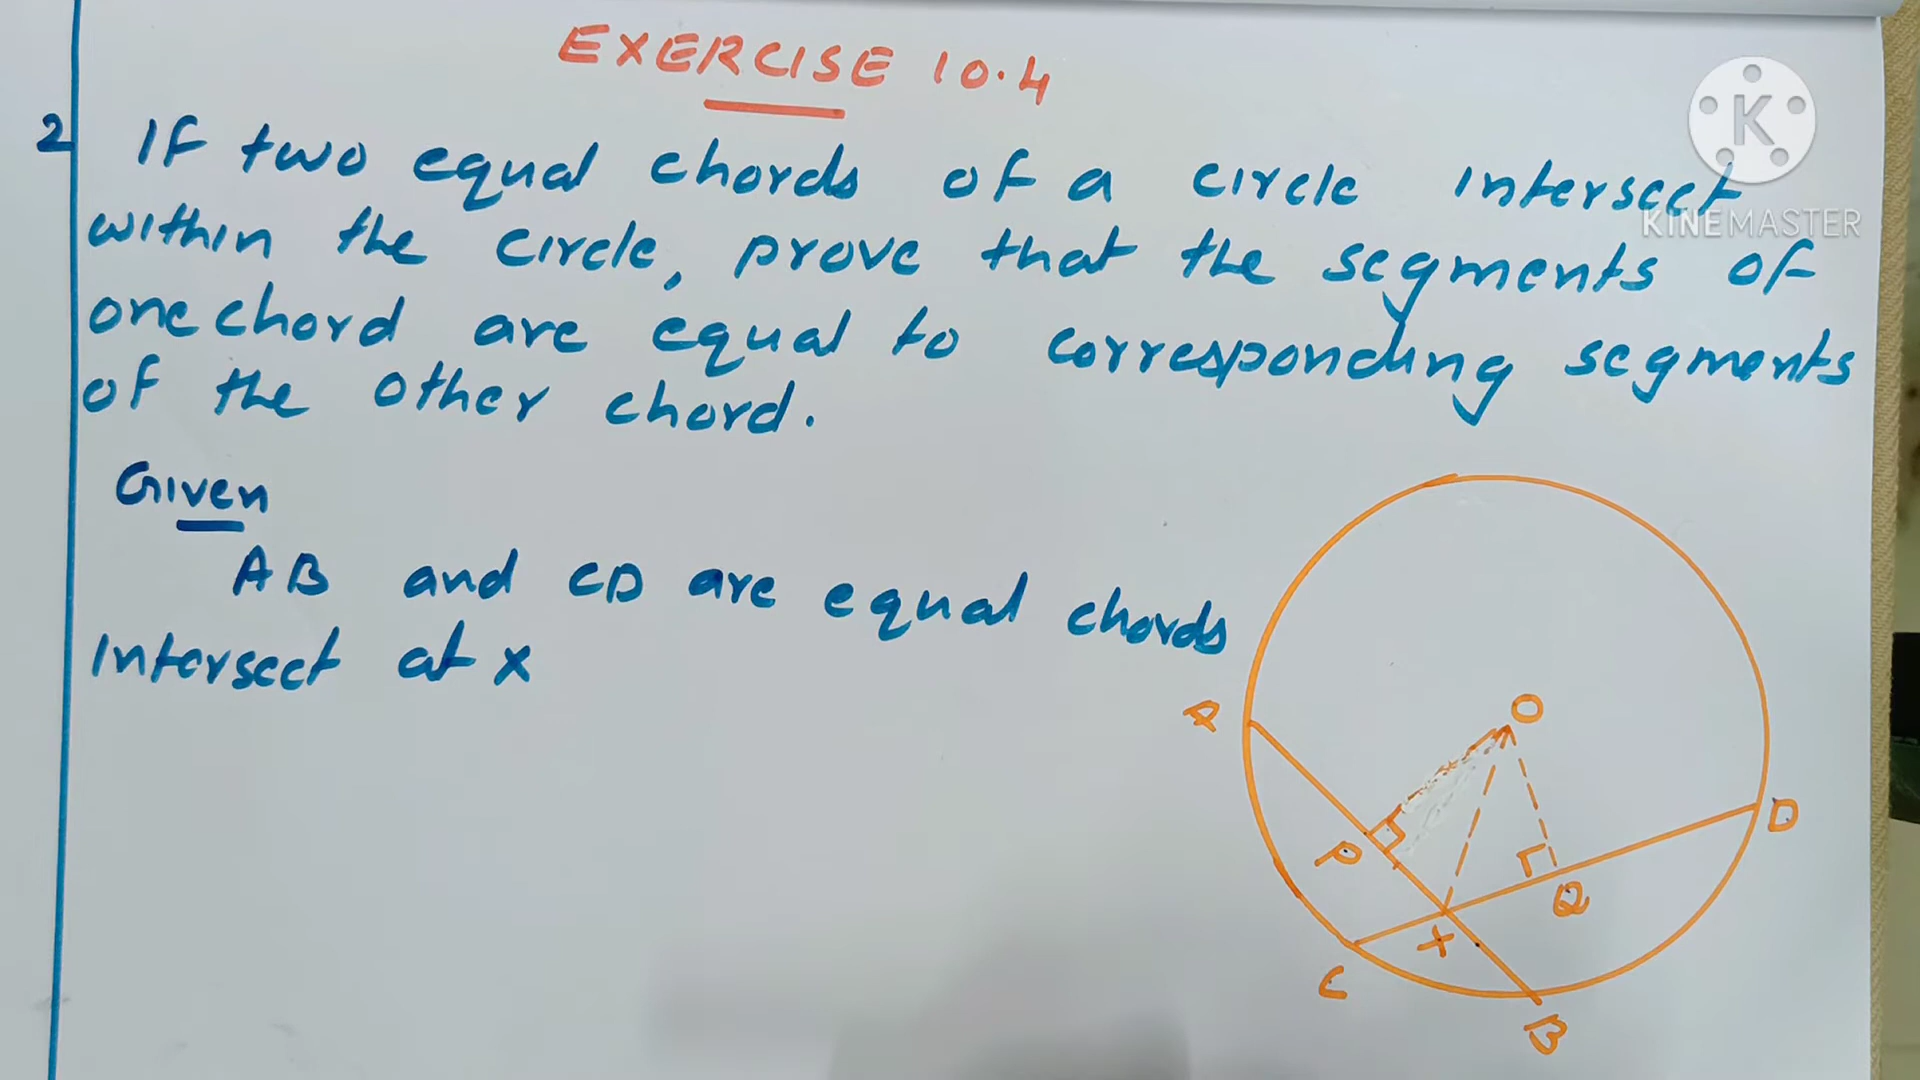 EXERCISE 10.4
2 If two equal chords of a circle intersect
within the circle, prove that the segments of
one chord are equal to corresponding segments
of the other chord.
Given
AB and CD are equal chords
Intersect at x
K
KINEMASTER
O
A
D
P
Q
X
C
B